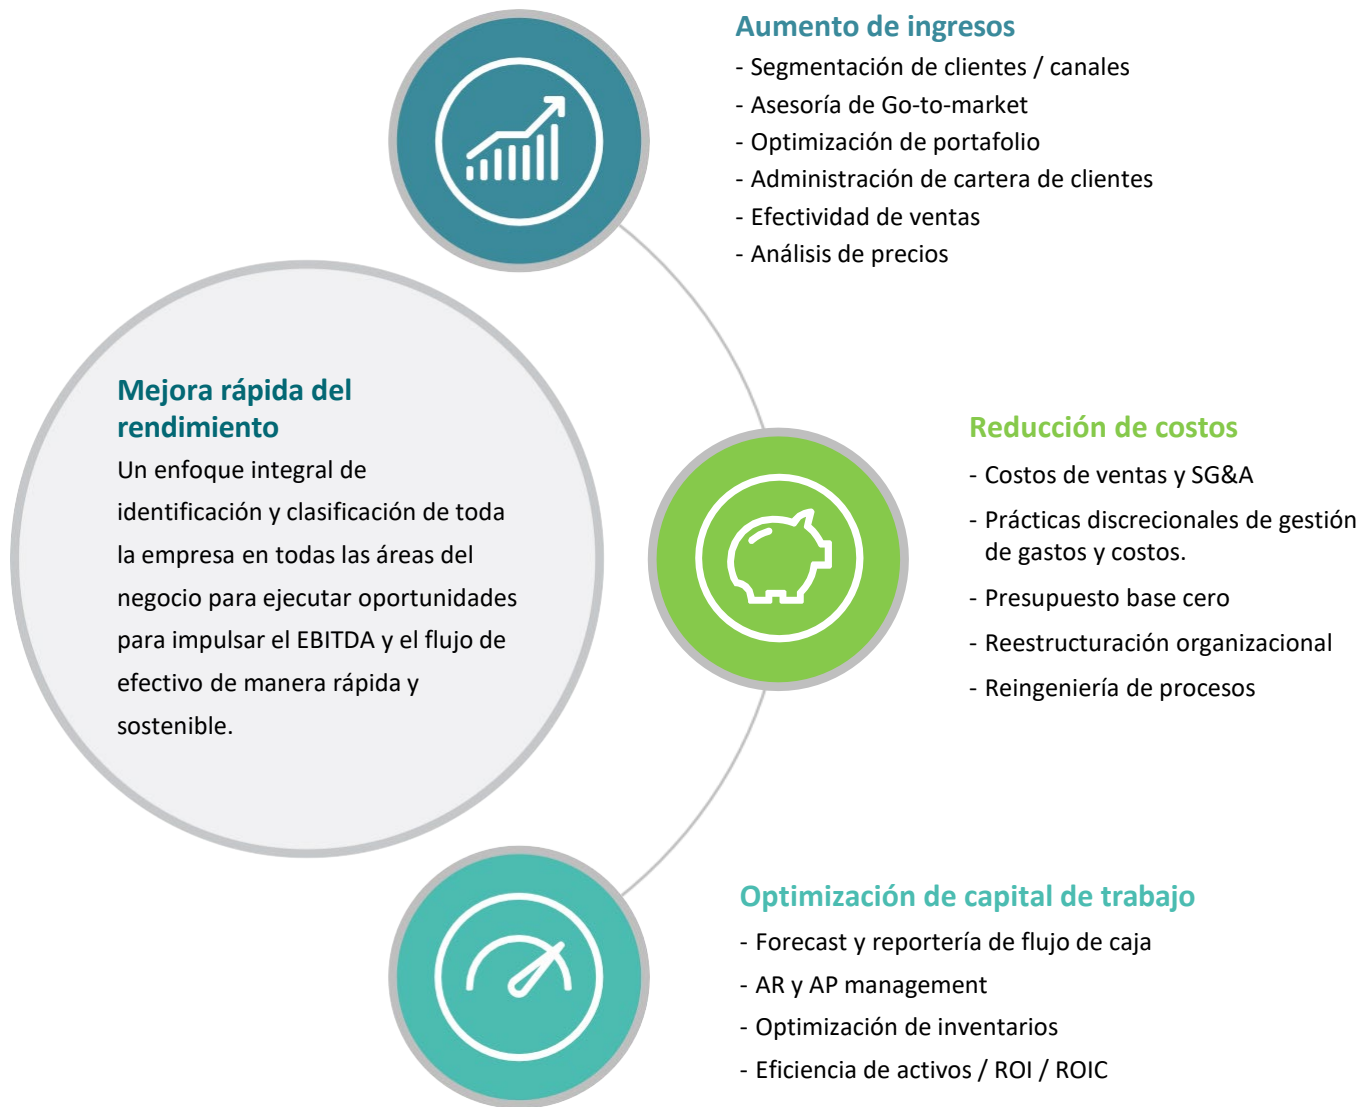 Aumento de ingresos
- Segmentación de clientes / canales
- Asesoría de Go-to-market
- Optimización de portafolio
- Administración de cartera de clientes
- Efectividad de ventas
- Análisis de precios
Mejora rápida del
rendimiento
Un enfoque integral de
identificación y clasificación de toda
la empresa en todas las áreas del
negocio para ejecutar oportunidades
para impulsar el EBITDA y el flujo de
efectivo de manera rápida y
sostenible.
Reducción de costos
- Costos de ventas y SG&A
- Prácticas discrecionales de gestión
de gastos y costos.
- Presupuesto base cero
- Reestructuración organizacional
- Reingeniería de procesos
Optimización de capital de trabajo
- Forecast y reportería de flujo de caja
- AR y AP management
- Optimización de inventarios
- Eficiencia de activos / ROI / ROIC